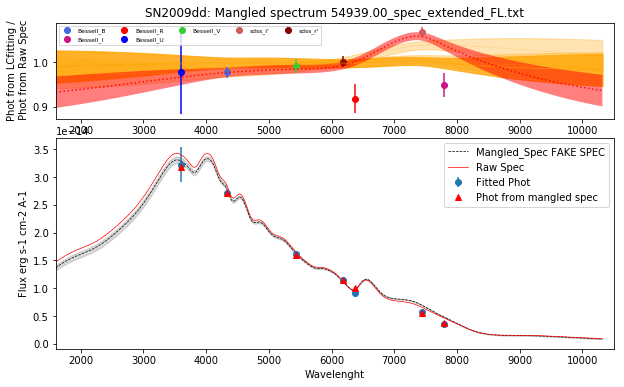 SN2009dd: Mangled spectrum 54939.00_spec_extended_FL.txt
Phot from LCfitting /
Phot from Raw Spec
Bessell_B Bessell_R Bessell_V sdss_i' sdss_r'
Bessell_I Bessell_U
1.0
0.9
2000 3000 4000 5000 6000 7000 8000 9000 10000
1e−14
Flux erg s-1 cm-2 A-1
3.5
3.0
2.5
2.0
1.5
1.0
0.5
0.0
Mangled_Spec FAKE SPEC
Raw Spec
Fitted Phot
Phot from mangled spec
2000 3000 4000 5000 6000 7000 8000 9000 10000
Wavelenght